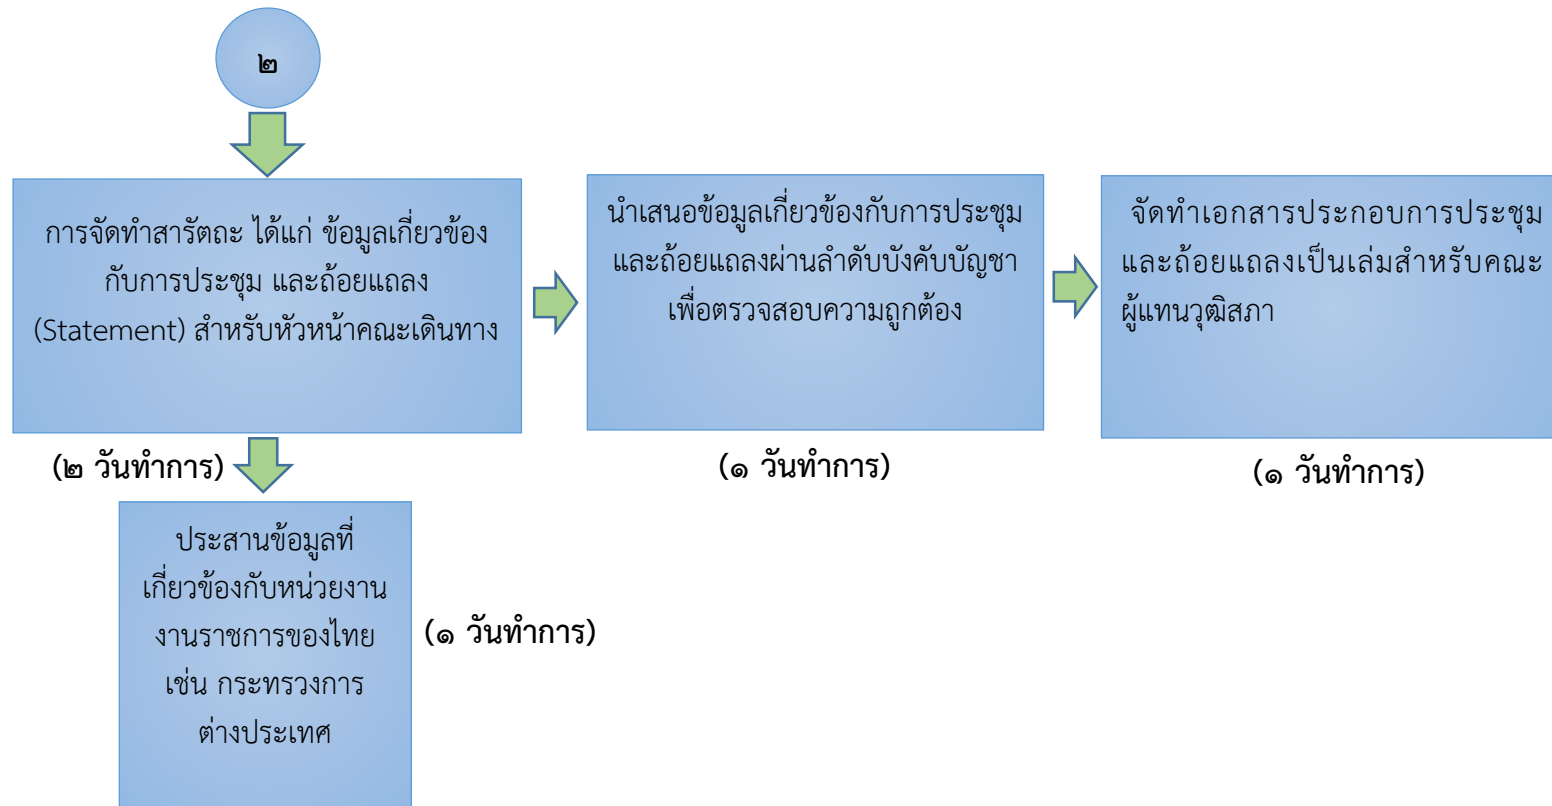 ๒
การจัดทำสารัตถะ ได้แก่ ข้อมูลเกี่ยวข้อง
กับการประชุม และถ้อยแถลง
(Statement) สำหรับหัวหน้าคณะเดินทาง
(๒ วันทำการ)
นำเสนอข้อมูลเกี่ยวข้องกับการประชุม
และถ้อยแถลงผ่านลำดับบังคับบัญชา
เพื่อตรวจสอบความถูกต้อง
(๑ วันทำการ)
จัดทำเอกสารประกอบการประชุม
และถ้อยแถลงเป็นเล่มสำหรับคณะ
ผู้แทนวุฒิสภา
(๑ วันทำการ)
ประสานข้อมูลที่
เกี่ยวข้องกับหน่วยงาน
งานราชการของไทย
เช่น กระทรวงการ
ต่างประเทศ
(๑ วันทำการ)